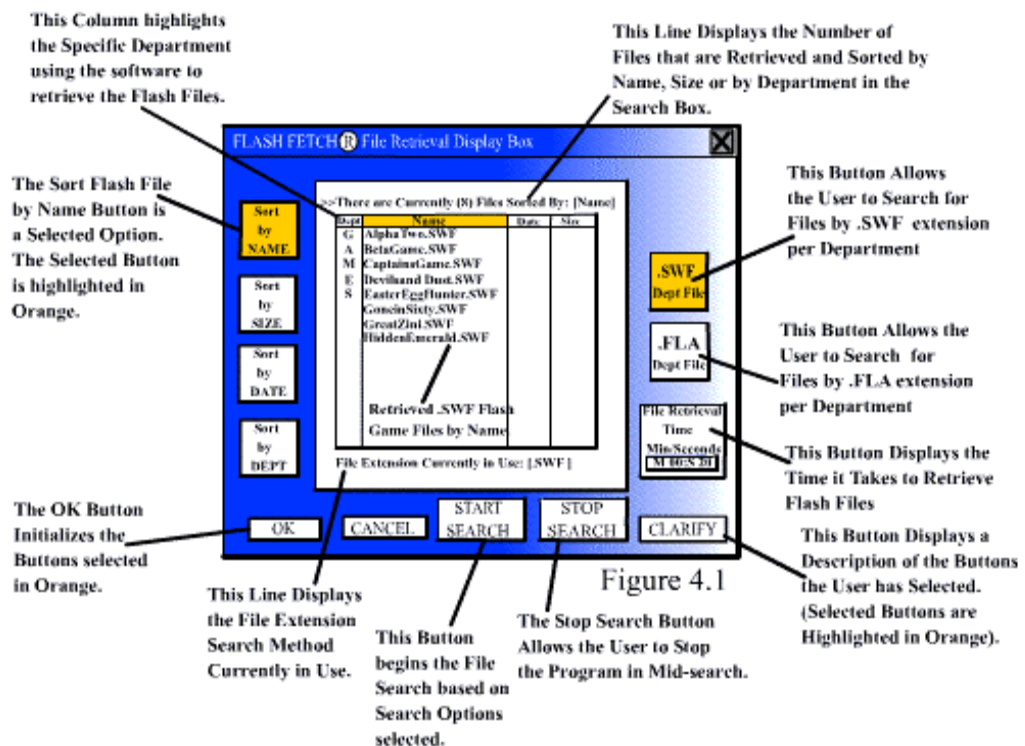 This Column highlights
the Specific Department
using the software to
retrieve the Flash Files.
This Line Displays the Number of
Files that are Retrieved and Sorted by
Name, Size or by Department in the
Search Box.
FLASH FETCH ® File Retrieval Display Box
The Sort Flash File
by Name Button is
a Selected Option.
The Selected Button
is highlighted in
Orange.
Sort
by
NAME
Sort
by
SIZE
Sort
by
DATE
Sort
by
DEPT
>>There are Currently (8) Files Sorted By: [Name]
Dept Name Date Size
G AlphaTwo.SWF
A BetaGame.SWF
M CaptainsGame.SWF
E Devilhand Dust.SWF
S EasterEggHunter.SWF
GoneinSixty.SWF
GreatZini.SWF
HiddenEmerald.SWF
Retrieved .SWF Flash
Game Files by Name
File Extension Currently in Use: [.SWF ]
.SWF
Dept File
.FLA
Dept File
File Retrieval
Time
Min/Seconds
M 00:S 20
This Button Allows
the User to Search for
Files by .SWF extension
per Department
This Button Allows the
User to Search for
Files by .FLA extension
per Department
This Button Displays the
Time it Takes to Retrieve
Flash Files
OK
CANCEL
START
SEARCH
STOP
SEARCH
CLARIFY
The OK Button
Initializes the
Buttons selected
in Orange.
Figure 4.1
This Line Displays
the File Extension
Search Method
Currently in Use.
This Button
begins the File
Search based on
Search Options
selected.
The Stop Search Button
Allows the User to Stop
the Program in Mid-search.
This Button Displays a
Description of the Buttons
the User has Selected.
(Selected Buttons are
Highlighted in Orange).